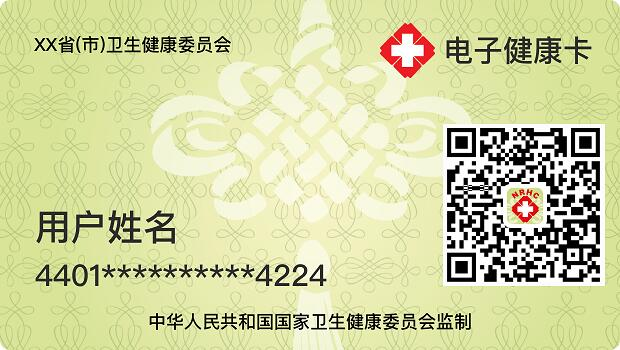 XX省(市)卫生健康委员会
电子健康卡
NRHC
用户姓名
4401**********4224
中华人民共和国国家卫生健康委员会监制